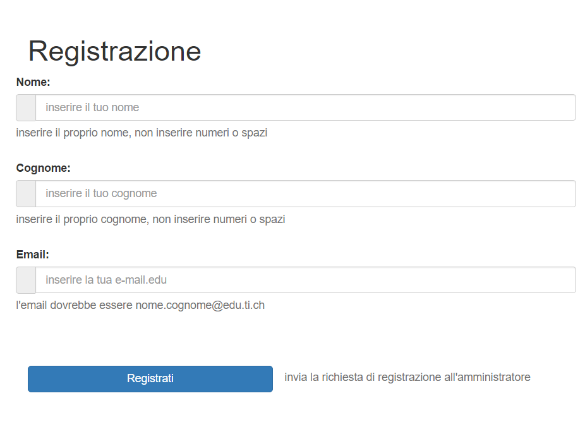 Registrazione
Nome:
inserire il tuo nome
inserire il proprio nome, non inserire numeri o spazi
Cognome:
inserire il tuo cognome
inserire il proprio cognome, non inserire numeri o spazi
Email:
inserire la tua e-mail.edu
l'email dovrebbe essere nome.cognome@edu.ti.ch
Registrati
invia la richiesta di registrazione all'amministratore